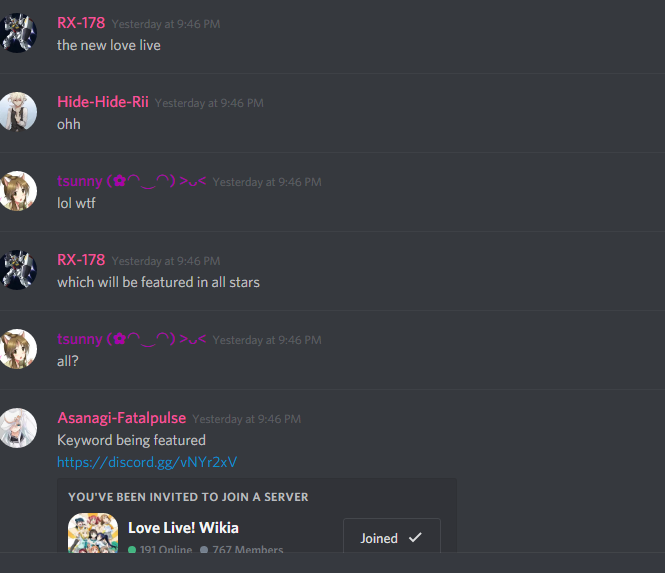 RX-178 Yesterday at 9:46 PM
the new love live
Hide-Hide-Rii Yesterday at 9:46 PM
ohh
tsunny (✿◠‿◠) >ᴗ< Yesterday at 9:46 PM
lol wtf
RX-178 Yesterday at 9:46 PM
which will be featured in all stars
tsunny (✿◠‿◠) >ᴗ< Yesterday at 9:46 PM
all?
Asanagi-Fatalpulse Yesterday at 9:46 PM
Keyword being featured
https://discord.gg/vNYr2xV
YOU'VE BEEN INVITED TO JOIN A SERVER
Love Live! Wikia
191 Online 767 Members
Joined ✓